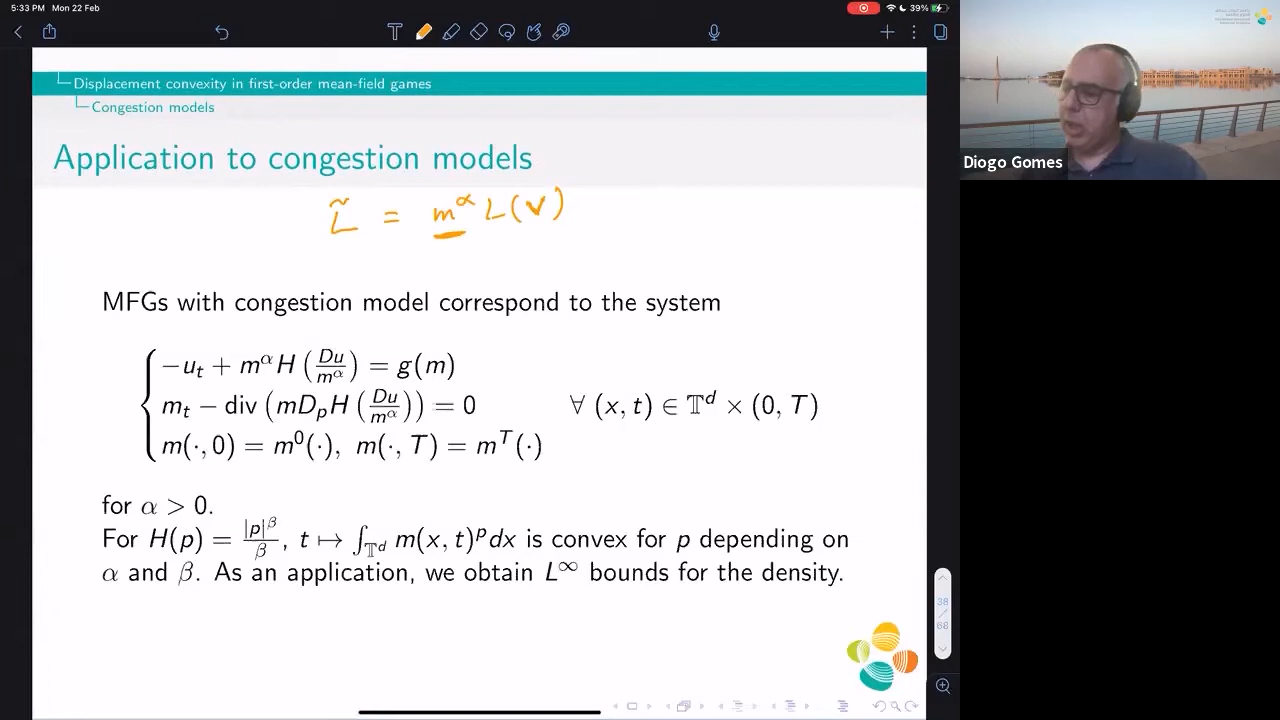 5:33 PM Mon 22 Feb
39%
Displacement convexity in first-order mean-field games
Congestion models
Application to congestion models
L̃ = m^α L(v)
MFGs with congestion model correspond to the system
−u_t + m^α H (Du/m^α) = g(m)
m_t − div (mD_pH (Du/m^α)) = 0 ∀ (x, t) ∈ 𝕋^d × (0, T)
m(·, 0) = m^0(·), m(·, T) = m^T(·)
for α > 0.
For H(p) = |p|^β/β, t ↦ ∫_{𝕋^d} m(x, t)^p dx is convex for p depending on
α and β. As an application, we obtain L^∞ bounds for the density.
38
/
68
Diogo Gomes